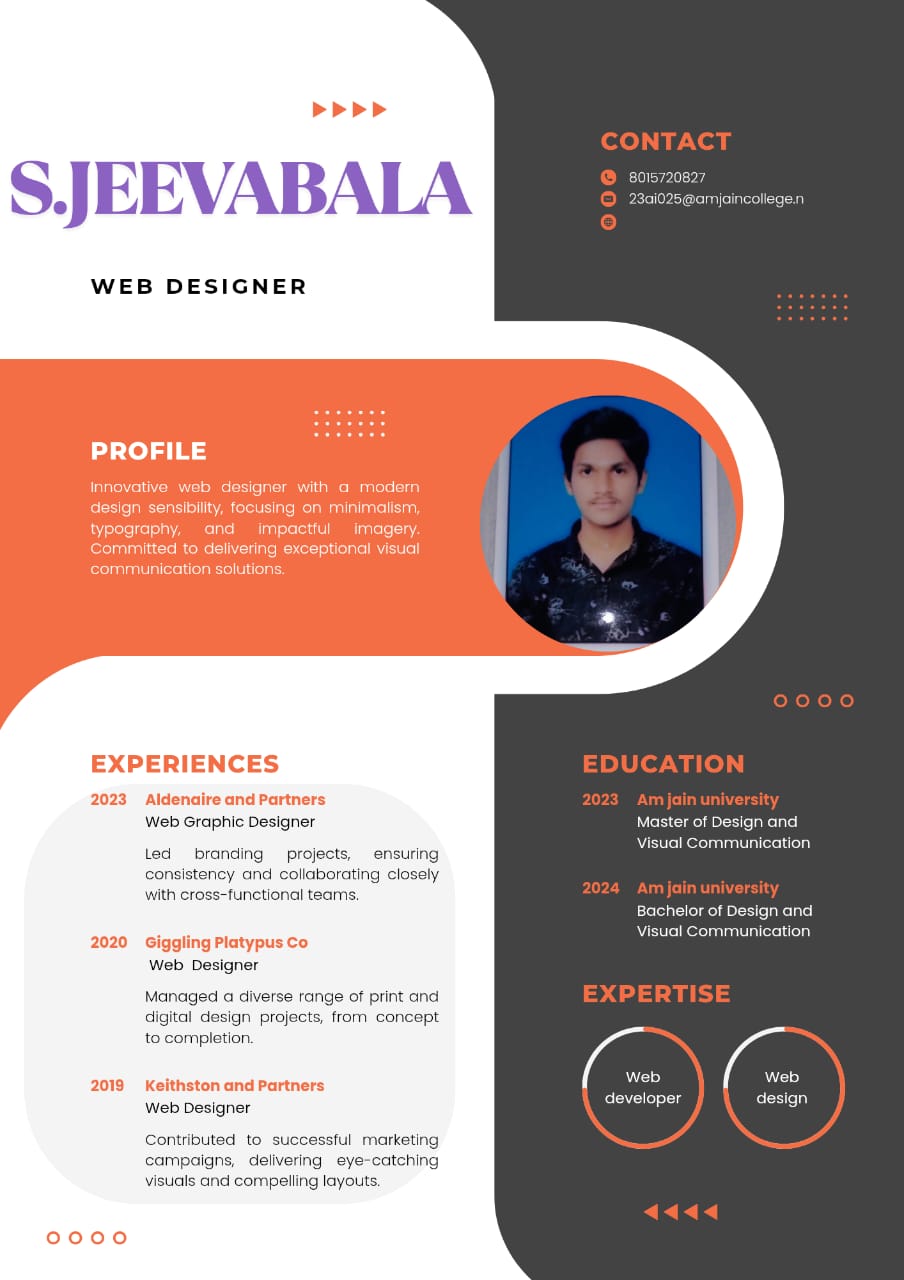 S.JEEVABALA
WEB DESIGNER
CONTACT
8015720827
23ai025@amjaincollege.n
PROFILE
Innovative web designer with a modern
design sensibility, focusing on minimalism,
typography, and impactful imagery.
Committed to delivering exceptional visual
communication solutions.
EXPERIENCES
2023 Aldenaire and Partners
Web Graphic Designer
Led branding projects, ensuring
consistency and collaborating closely
with cross-functional teams.
2020 Giggling Platypus Co
Web Designer
Managed a diverse range of print and
digital design projects, from concept
to completion.
2019 Keithston and Partners
Web Designer
Contributed to successful marketing
campaigns, delivering eye-catching
visuals and compelling layouts.
EDUCATION
2023 Am jain university
Master of Design and
Visual Communication
2024 Am jain university
Bachelor of Design and
Visual Communication
EXPERTISE
Web
developer
Web
design